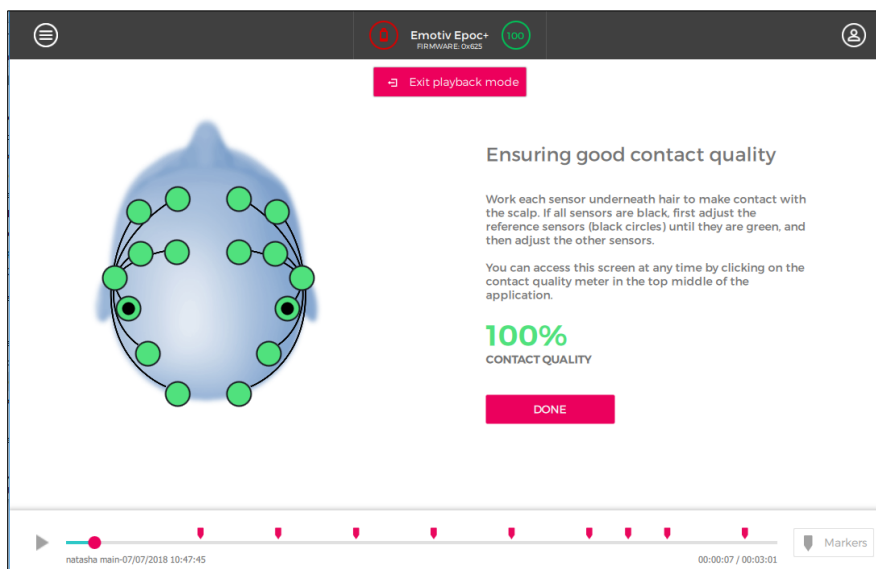 Emotiv Epoc+
FIRMWARE: 0x625
100
Exit playback mode
Ensuring good contact quality
Work each sensor underneath hair to make contact with
the scalp. If all sensors are black, first adjust the
reference sensors (black circles) until they are green, and
then adjust the other sensors.
You can access this screen at any time by clicking on the
contact quality meter in the top middle of the
application.
100%
CONTACT QUALITY
DONE
natasha main-07/07/2018 10:47:45
00:00:07 / 00:03:01
Markers